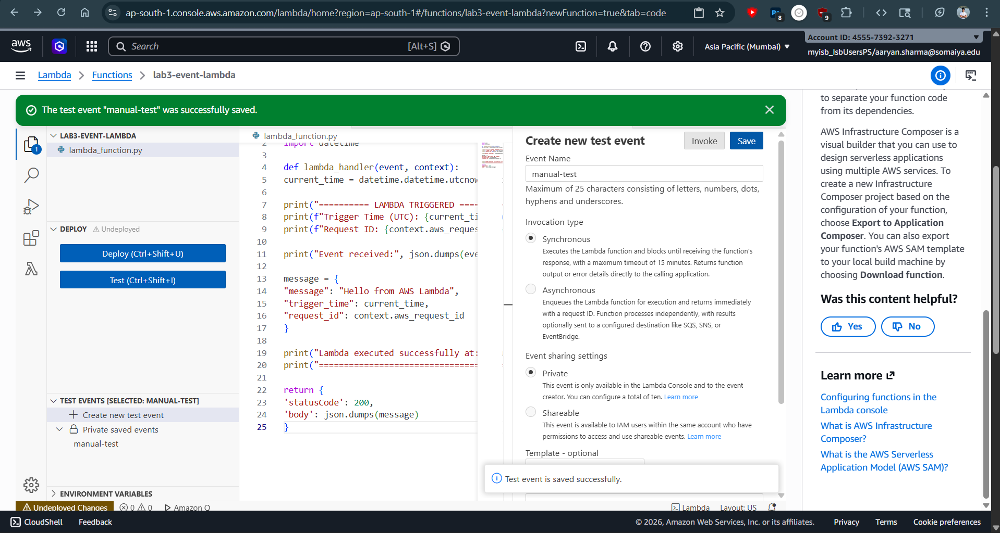 ap-south-1.console.aws.amazon.com/lambda/home?region=ap-south-1#/functions/lab3-event-lambda?newFunction=true&tab=code
8
9
aws
Search
[Alt+S]
Asia Pacific (Mumbai)
Account ID: 4555-7392-3271
myisb_IsbUsersPS/aaryan.sharma@somaiya.edu
Lambda
Functions
lab3-event-lambda
The test event "manual-test" was successfully saved.
1
LAB3-EVENT-LAMBDA
lambda_function.py
DEPLOY Undeployed
Deploy (Ctrl+Shift+U)
Test (Ctrl+Shift+I)
TEST EVENTS [SELECTED: MANUAL-TEST]
Create new test event
Private saved events
manual-test
ENVIRONMENT VARIABLES
lambda_function.py
2 import datetime
3
4 def lambda_handler(event, context):
5 current_time = datetime.datetime.utcnow
6
7 print("========== LAMBDA TRIGGERED ====
8 print(f"Trigger Time (UTC): {current_ti
9 print(f"Request ID: {context.aws_reques
10
11 print("Event received:", json.dumps(eve
12
13 message = {
14 "message": "Hello from AWS Lambda",
15 "trigger_time": current_time,
16 "request_id": context.aws_request_id
17 }
18
19 print("Lambda executed successfully at:
20 print("================================
21
22 return {
23 'statusCode': 200,
24 'body': json.dumps(message)
25 }
Create new test event
Invoke
Save
Event Name
manual-test
Maximum of 25 characters consisting of letters, numbers, dots,
hyphens and underscores.
Invocation type
Synchronous
Executes the Lambda function and blocks until receiving the function's
response, with a maximum timeout of 15 minutes. Returns function
output or error details directly to the calling application.
Asynchronous
Enqueues the Lambda function for execution and returns immediately
with a request ID. Function processes independently, with results
optionally sent to a configured destination like SQS, SNS, or
EventBridge.
Event sharing settings
Private
This event is only available in the Lambda Console and to the event
creator. You can configure a total of ten. Learn more
Shareable
This event is available to IAM users within the same account who have
permissions to access and use shareable events. Learn more
Template - optional
Test event is saved successfully.
to separate your function code
from its dependencies.
AWS Infrastructure Composer is a
visual builder that you can use to
design serverless applications
using multiple AWS services. To
create a new Infrastructure
Composer project based on the
configuration of your function,
choose Export to Application
Composer. You can also export
your function's AWS SAM template
to your local build machine by
choosing Download function.
Was this content helpful?
Yes
No
Learn more
Configuring functions in the
Lambda console
What is AWS Infrastructure
Composer?
What is the AWS Serverless
Application Model (AWS SAM)?
Undeployed Changes
0 0
Amazon Q
Lambda
Layout: US
CloudShell
Feedback
© 2026, Amazon Web Services, Inc. or its affiliates.
Privacy
Terms
Cookie preferences